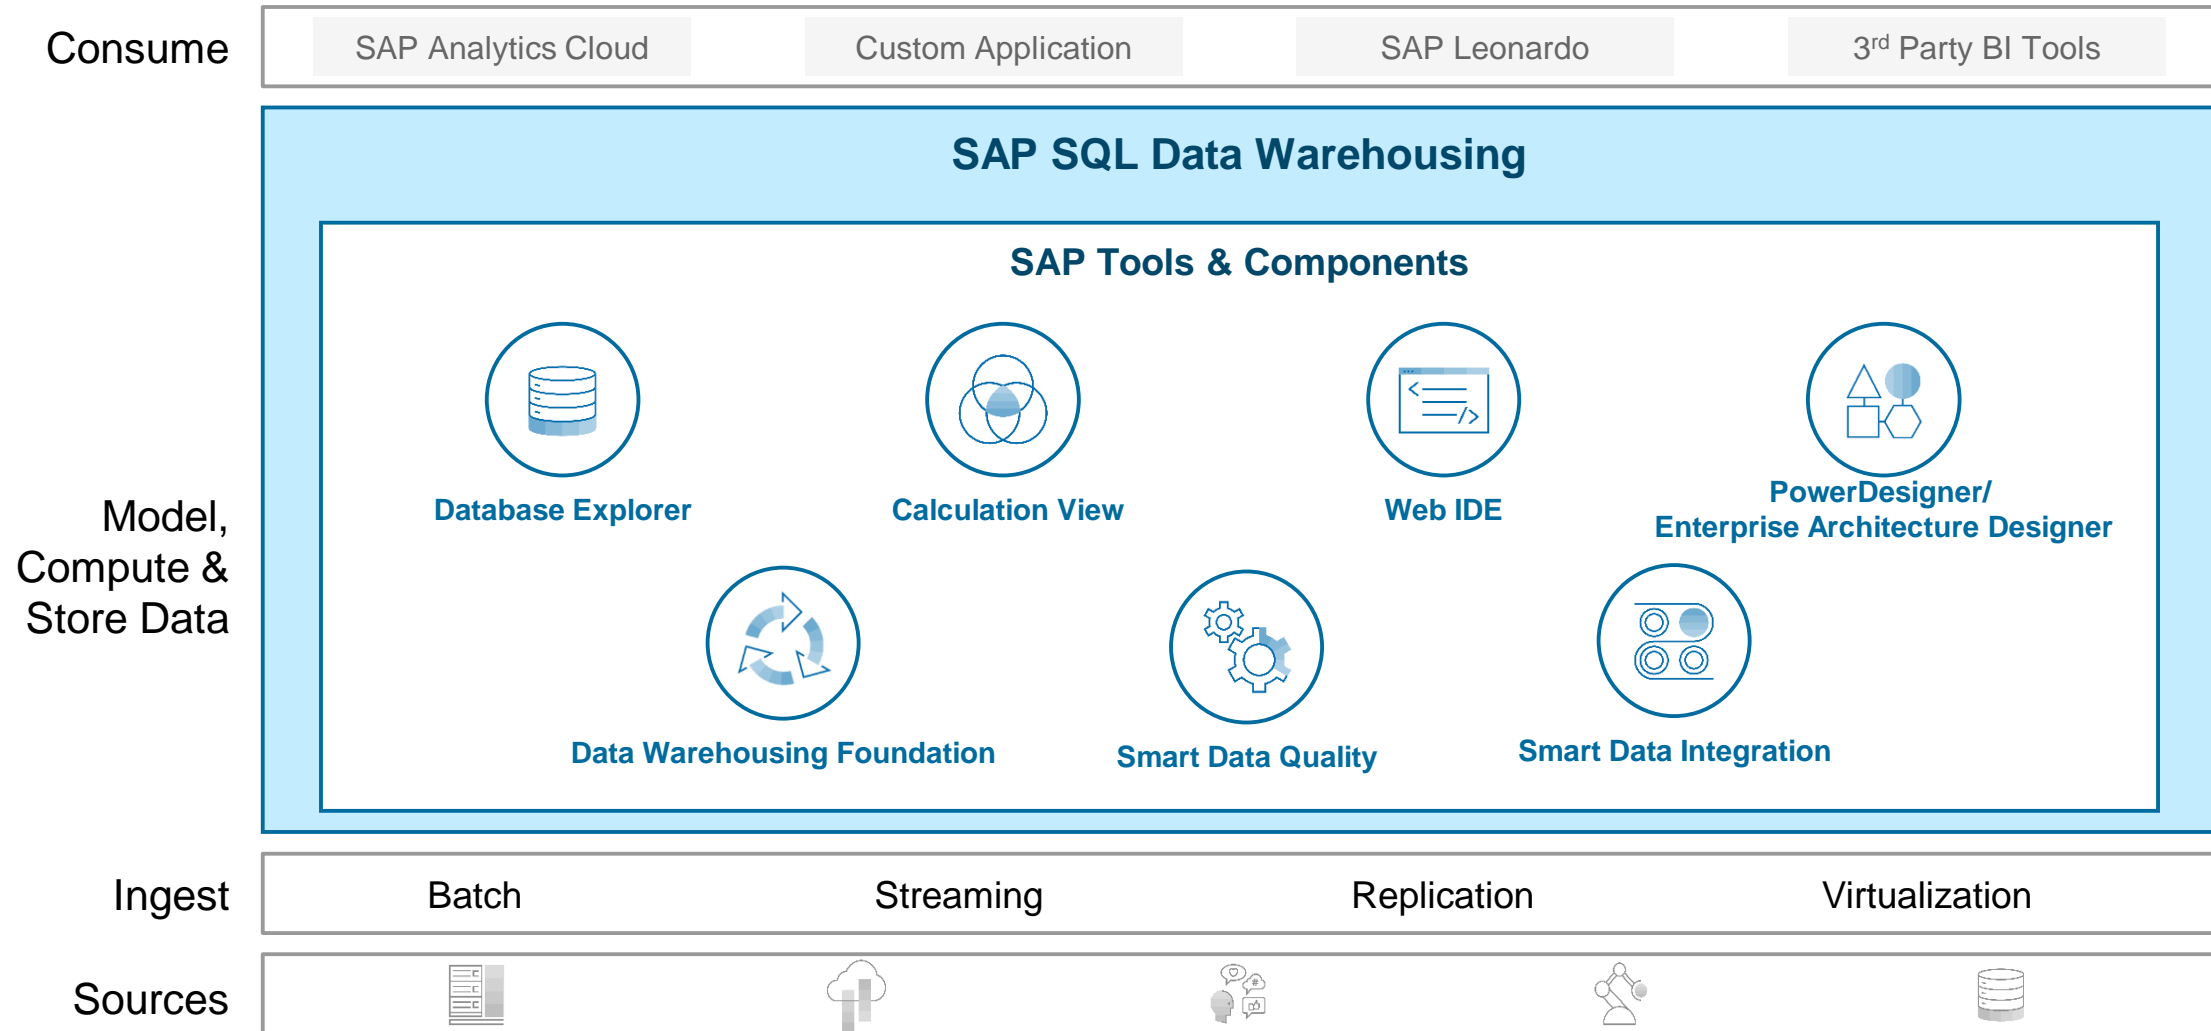 Consume
SAP Analytics Cloud
Custom Application
SAP Leonardo
3rd Party BI Tools
SAP SQL Data Warehousing
SAP Tools & Components
Model,
Compute &
Store Data
Database Explorer
Calculation View
Web IDE
PowerDesigner/
Enterprise Architecture Designer
Data Warehousing Foundation
Smart Data Quality
Smart Data Integration
Ingest
Batch
Streaming
Replication
Virtualization
Sources